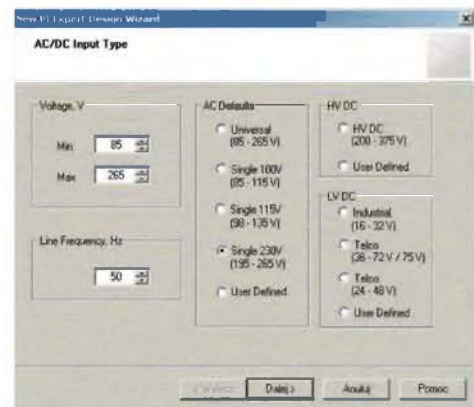 New PI Expert Design Wizard
AC/DC Input Type
Voltage, V
Min
85
Max
265
Line Frequency, Hz
50
AC Defaults
Universal
(85 - 265 V)
Single 100V
(85 - 115V)
Single 115V
(98 - 135 V)
Single 230V
(195 - 265 V)
User Defined
HV DC
HV DC
(200 - 375 V)
User Defined
LV DC
Industrial
(16 - 32 V)
Telco
(36 - 72 V / 75 V)
Telco
(24 - 48 V)
User Defined
< Wstecz
Dalej >
Anuluj
Pomoc